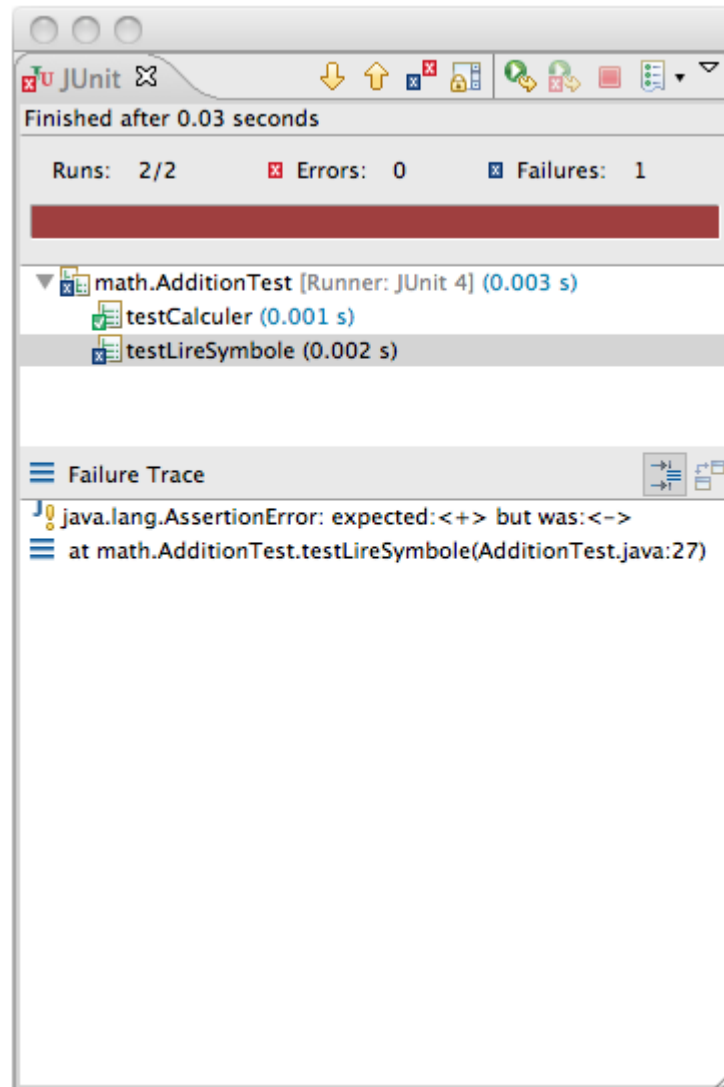 JUnit
Finished after 0.03 seconds
Runs: 2/2 Errors: 0 Failures: 1
math.AdditionTest [Runner: JUnit 4] (0.003 s)
testCalculer (0.001 s)
testLireSymbole (0.002 s)
Failure Trace
java.lang.AssertionError: expected:<+> but was:<->
at math.AdditionTest.testLireSymbole(AdditionTest.java:27)